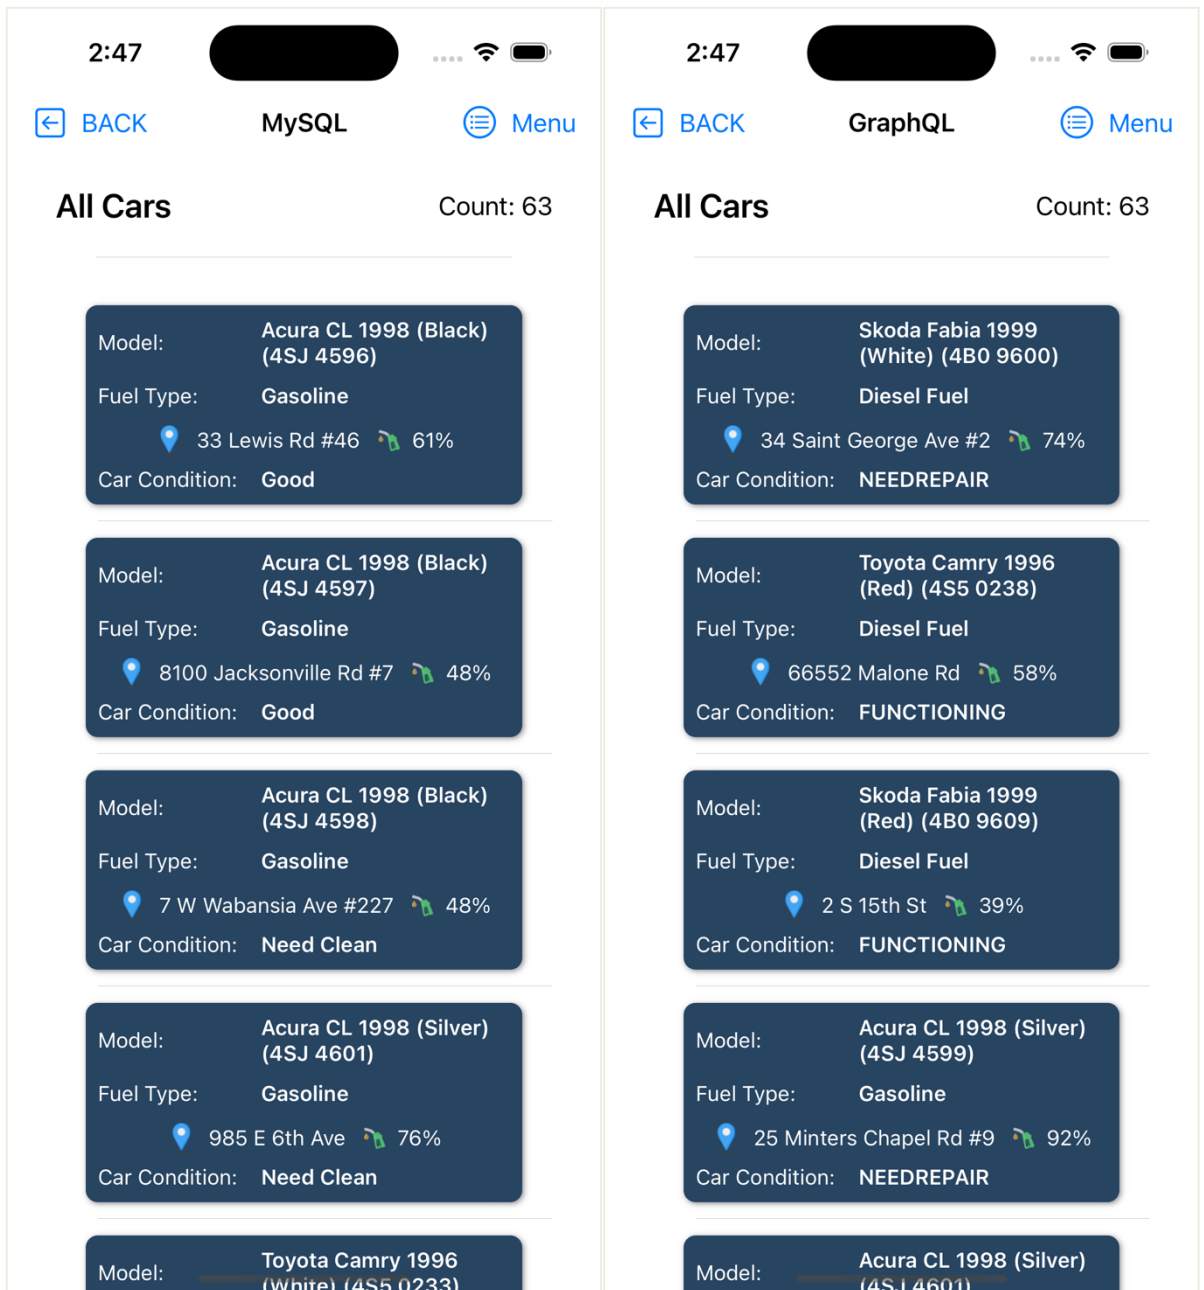 2:47
BACK MySQL Menu
All Cars Count: 63
Model: Acura CL 1998 (Black)
(4SJ 4596)
Fuel Type: Gasoline
33 Lewis Rd #46 61%
Car Condition: Good
Model: Acura CL 1998 (Black)
(4SJ 4597)
Fuel Type: Gasoline
8100 Jacksonville Rd #7 48%
Car Condition: Good
Model: Acura CL 1998 (Black)
(4SJ 4598)
Fuel Type: Gasoline
7 W Wabansia Ave #227 48%
Car Condition: Need Clean
Model: Acura CL 1998 (Silver)
(4SJ 4601)
Fuel Type: Gasoline
985 E 6th Ave 76%
Car Condition: Need Clean
Model: Toyota Camry 1996
(White) (4S5 0233)
2:47
BACK GraphQL Menu
All Cars Count: 63
Model: Skoda Fabia 1999
(White) (4B0 9600)
Fuel Type: Diesel Fuel
34 Saint George Ave #2 74%
Car Condition: NEEDREPAIR
Model: Toyota Camry 1996
(Red) (4S5 0238)
Fuel Type: Diesel Fuel
66552 Malone Rd 58%
Car Condition: FUNCTIONING
Model: Skoda Fabia 1999
(Red) (4B0 9609)
Fuel Type: Diesel Fuel
2 S 15th St 39%
Car Condition: FUNCTIONING
Model: Acura CL 1998 (Silver)
(4SJ 4599)
Fuel Type: Gasoline
25 Minters Chapel Rd #9 92%
Car Condition: NEEDREPAIR
Model: Acura CL 1998 (Silver)
(4SJ 4601)